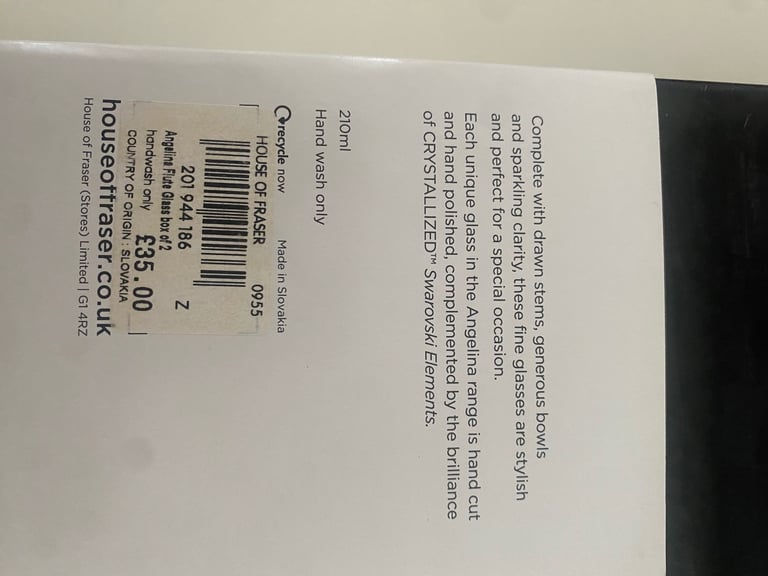 Complete with drawn stems, generous bowls
and sparkling clarity, these fine glasses are stylish
and perfect for a special occasion.
Each unique glass in the Angelina range is hand cut
and hand polished, complemented by the brilliance
of CRYSTALLIZED™ Swarovski Elements.
210ml
Hand wash only
recycle now
Made in Slovakia
HOUSE OF FRASER 0955
201 944 186 Z
Angelina Flute Glass box of 2
handwash only £35.00
COUNTRY OF ORIGIN : SLOVAKIA
houseoffraser.co.uk
House of Fraser (Stores) Limited | G1 4RZ